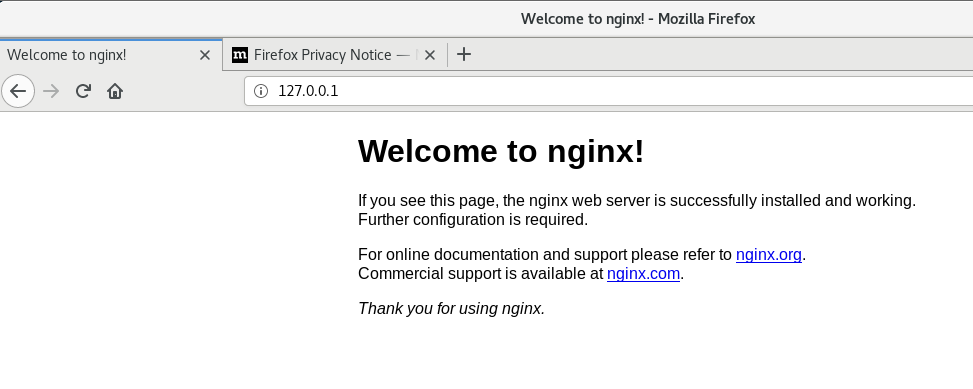 Welcome to nginx! - Mozilla Firefox
Welcome to nginx!
m Firefox Privacy Notice —
127.0.0.1
Welcome to nginx!
If you see this page, the nginx web server is successfully installed and working.
Further configuration is required.
For online documentation and support please refer to nginx.org.
Commercial support is available at nginx.com.
Thank you for using nginx.